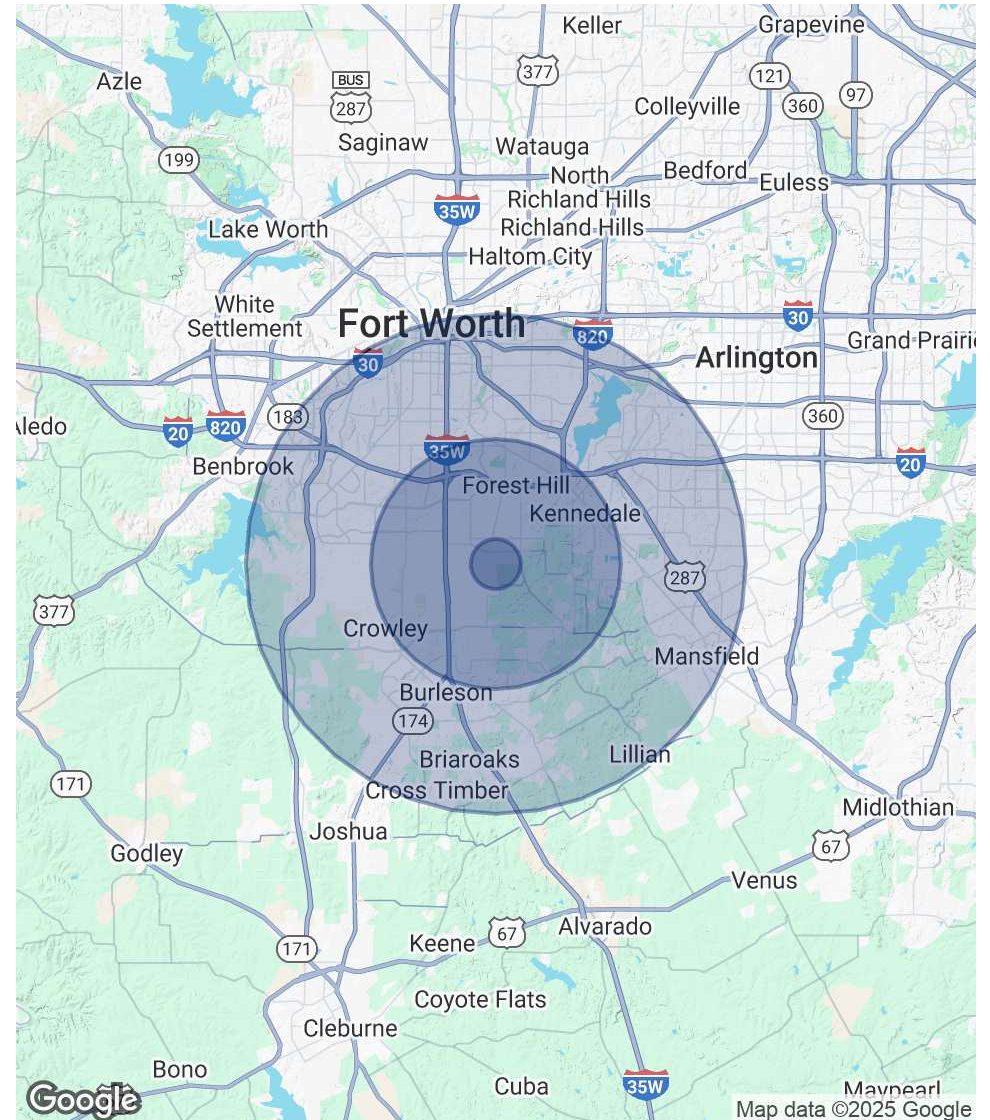 Keller
Grapevine
377
121
Azle
BUS
287
97
360
Colleyville
Saginaw
Watauga
199
North
Richland Hills
Bedford
Euless
35W
Richland Hills
Lake Worth
Haltom City
White
Settlement
Fort Worth
30
820
Grand Prairi
Arlington
30
183
360
Aledo
20
820
35W
20
Benbrook
Forest Hill
Kennedale
287
377
Crowley
Mansfield
Burleson
174
Briaroaks
Lillian
171
Cross Timber
Midlothian
Joshua
67
Godley
Venus
Alvarado
67
Keene
171
Coyote Flats
Cleburne
Bono
Cuba
35W
Maypearl
Google
Map data ©2025 Google